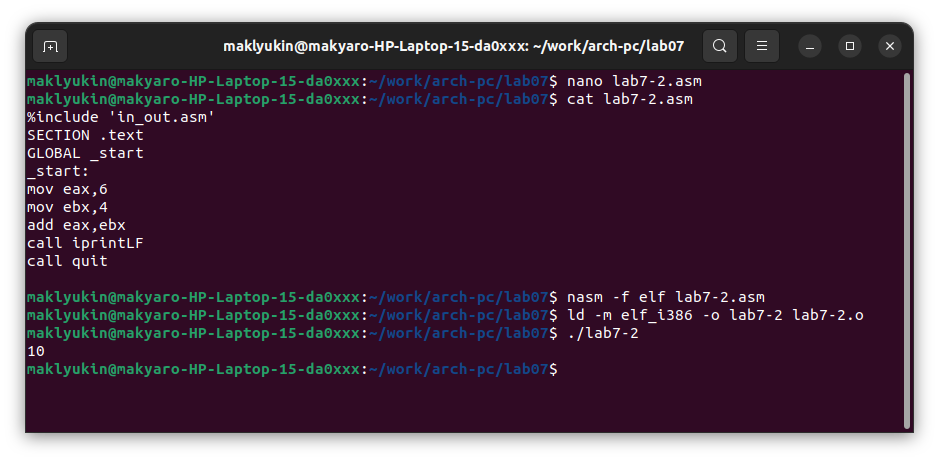 maklyukin@makyaro-HP-Laptop-15-da0xxx: ~/work/arch-pc/lab07
maklyukin@makyaro-HP-Laptop-15-da0xxx:~/work/arch-pc/lab07$ nano lab7-2.asm
maklyukin@makyaro-HP-Laptop-15-da0xxx:~/work/arch-pc/lab07$ cat lab7-2.asm
%include 'in_out.asm'
SECTION .text
GLOBAL _start
_start:
mov eax,6
mov ebx,4
add eax,ebx
call iprintLF
call quit
maklyukin@makyaro-HP-Laptop-15-da0xxx:~/work/arch-pc/lab07$ nasm -f elf lab7-2.asm
maklyukin@makyaro-HP-Laptop-15-da0xxx:~/work/arch-pc/lab07$ ld -m elf_i386 -o lab7-2 lab7-2.o
maklyukin@makyaro-HP-Laptop-15-da0xxx:~/work/arch-pc/lab07$ ./lab7-2
10
maklyukin@makyaro-HP-Laptop-15-da0xxx:~/work/arch-pc/lab07$